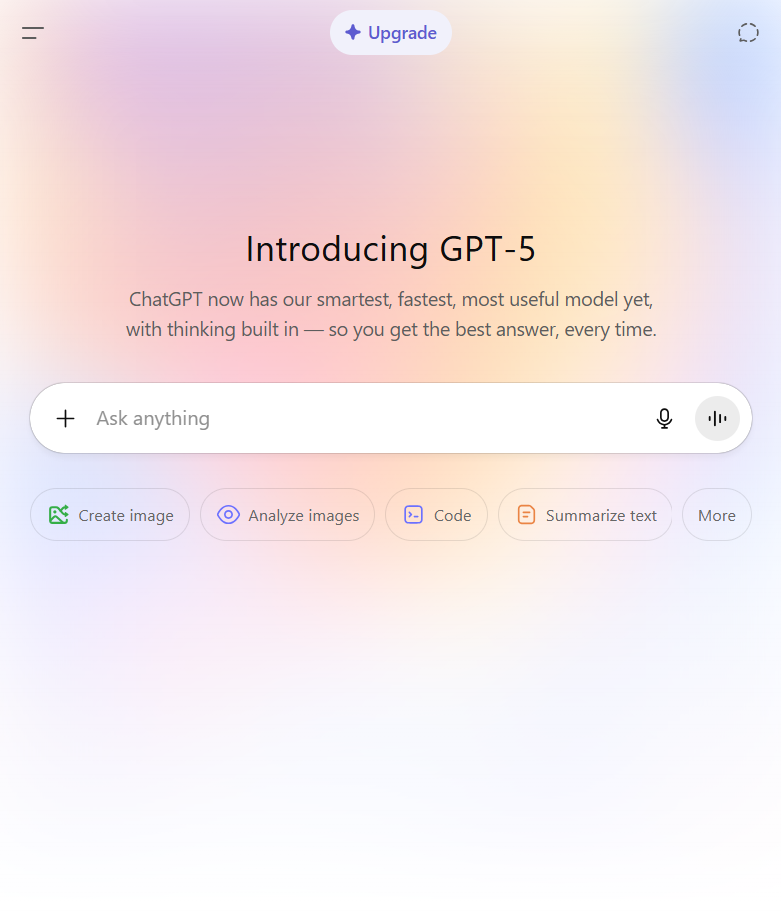 Upgrade
Introducing GPT-5
ChatGPT now has our smartest, fastest, most useful model yet,
with thinking built in — so you get the best answer, every time.
Ask anything
Create image
Analyze images
Code
Summarize text
More